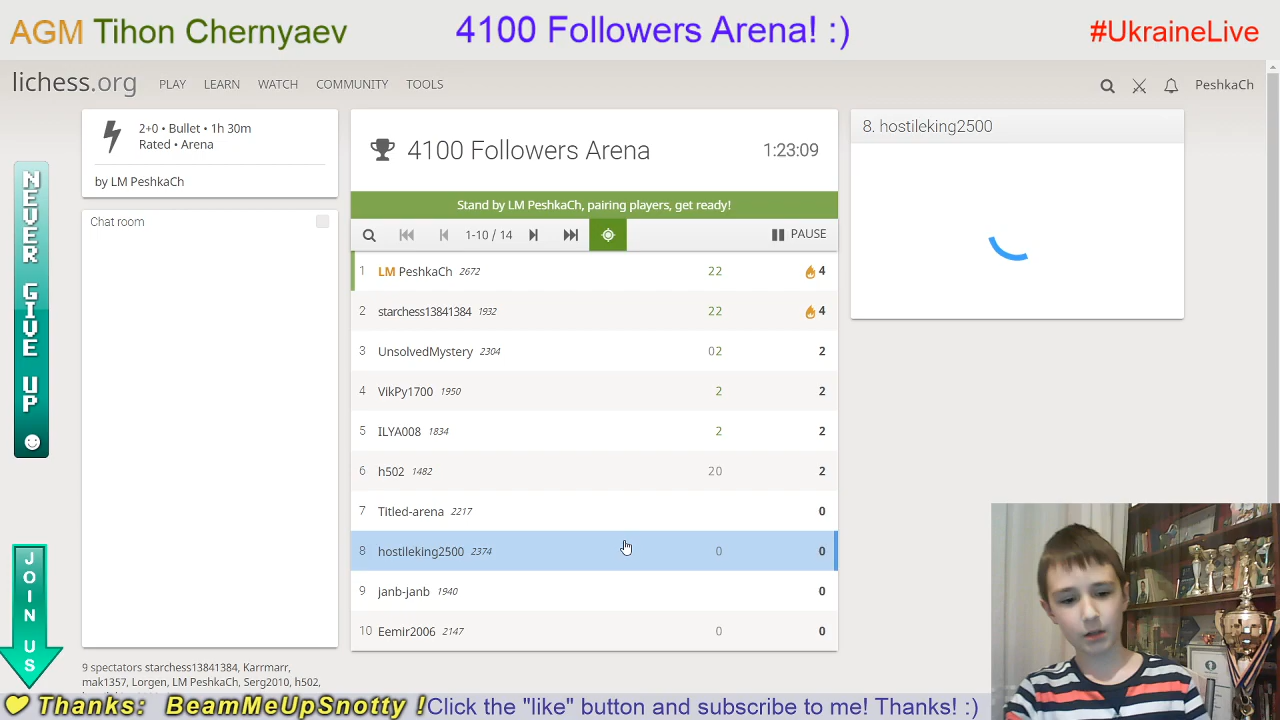 AGM Tihon Chernyaev
4100 Followers Arena! :)
#UkraineLive
lichess.org
PLAY
LEARN
WATCH
COMMUNITY
TOOLS
PeshkaCh
2+0 • Bullet • 1h 30m
Rated • Arena
by LM PeshkaCh
Chat room
9 spectators starchess13841384, Karrmarr,
mak1357, Lorgen, LM PeshkaCh, Serg2010, h502,
4100 Followers Arena
1:23:09
Stand by LM PeshkaCh, pairing players, get ready!
1-10 / 14
PAUSE
1 LM PeshkaCh 2672 22 4
2 starchess13841384 1932 22 4
3 UnsolvedMystery 2304 02 2
4 VikPy1700 1950 2 2
5 ILYA008 1834 2 2
6 h502 1482 20 2
7 Titled-arena 2217 0
8 hostileking2500 2374 0 0
9 Janb-janb 1940 0
10 Eemir2006 2147 0 0
8. hostileking2500
NEVER GIVE UP
JOIN US
Thanks: BeamMeUpSnotty !
Click the "like" button and subscribe to me! Thanks! :)